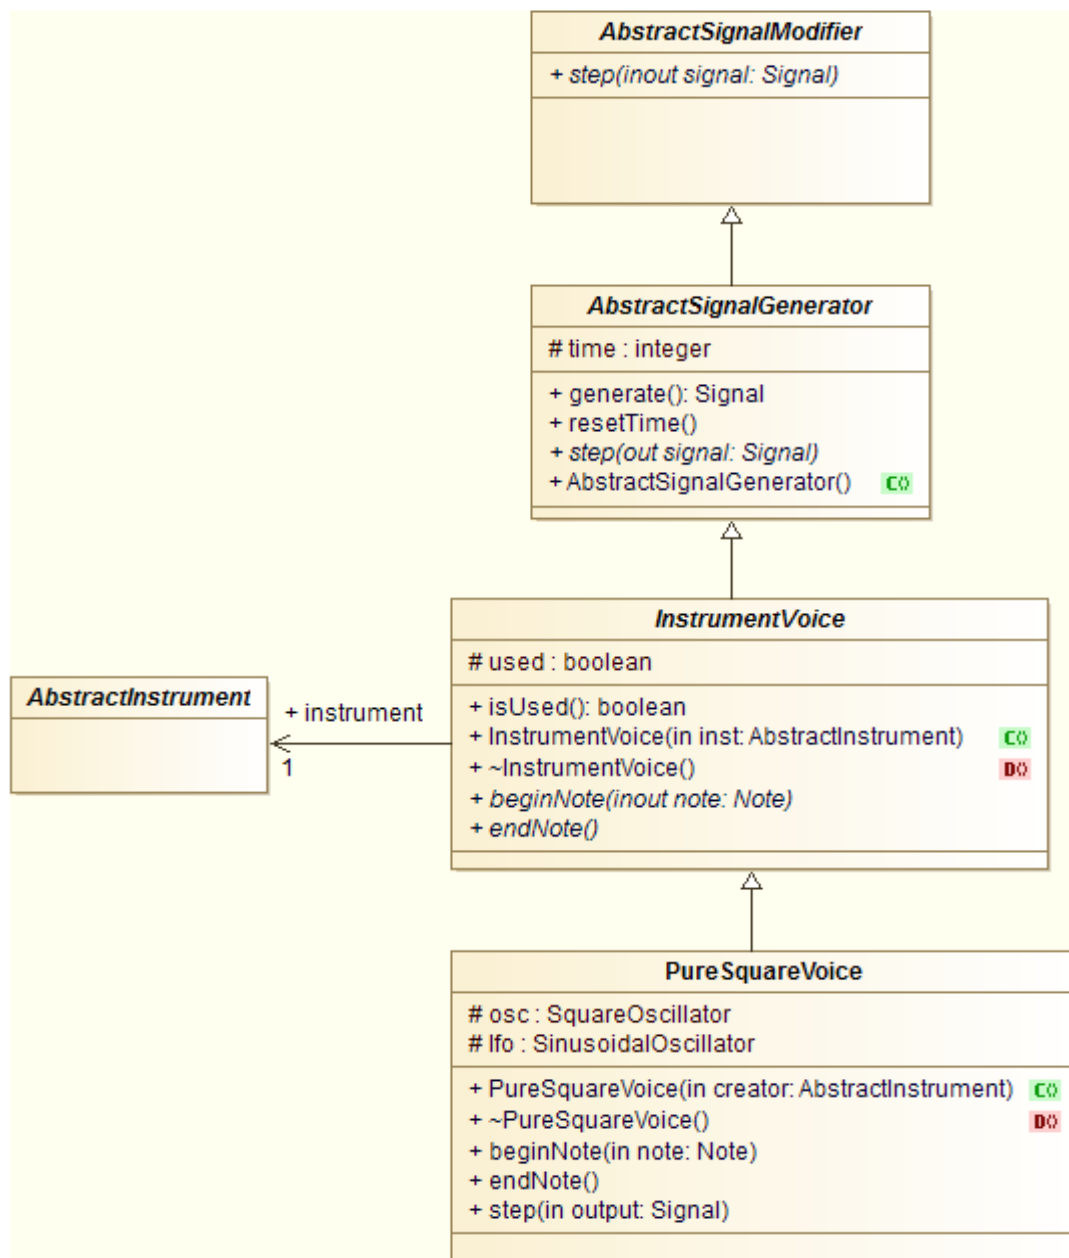 AbstractSignalModifier
+ step(inout signal: Signal)
AbstractSignalGenerator
# time : integer
+ generate(): Signal
+ resetTime()
+ step(out signal: Signal)
+ AbstractSignalGenerator() C()
InstrumentVoice
# used : boolean
+ isUsed(): boolean
+ InstrumentVoice(in inst: AbstractInstrument) C()
+ ~InstrumentVoice() D()
+ beginNote(inout note: Note)
+ endNote()
AbstractInstrument
+ instrument
1
PureSquareVoice
# osc : SquareOscillator
# lfo : SinusoidalOscillator
+ PureSquareVoice(in creator: AbstractInstrument) C()
+ ~PureSquareVoice() D()
+ beginNote(in note: Note)
+ endNote()
+ step(in output: Signal)